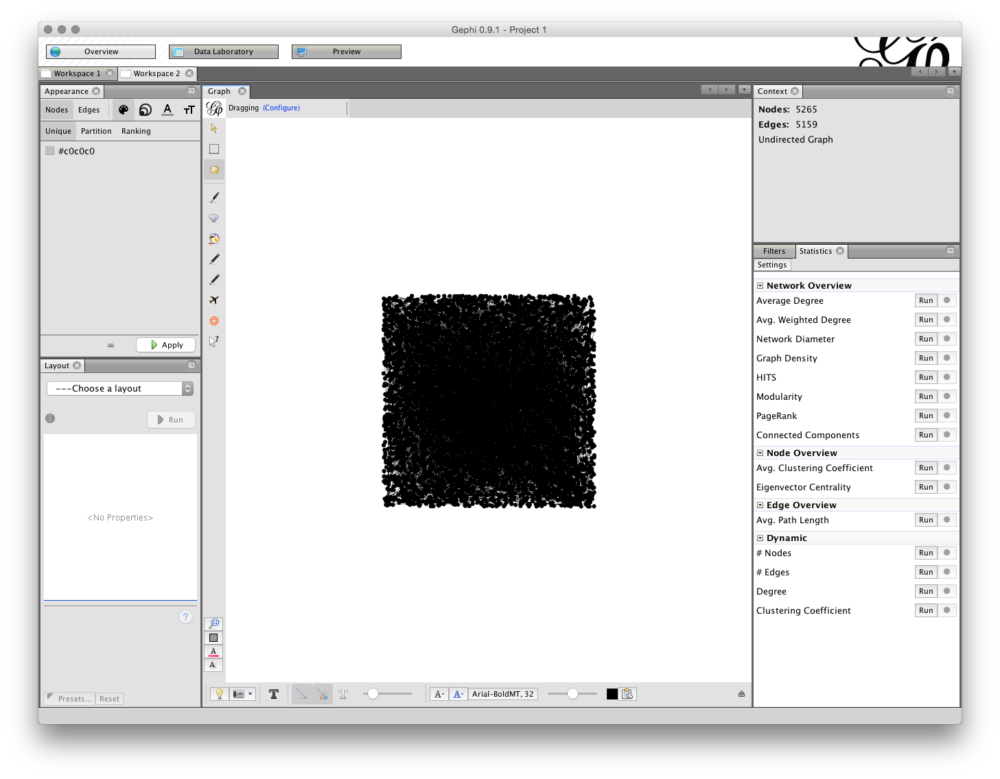 Gephi 0.9.1 - Project 1
Overview
Data Laboratory
Preview
Workspace 1
Workspace 2
Appearance
Nodes
Edges
A
TT
Unique
Partition
Ranking
#c0c0c0
Apply
Layout
---Choose a layout
Run
<No Properties>
?
Presets...
Reset
Graph
Dragging (Configure)
?
A
A
T
T
A
A
Arial-BoldMT, 32
Context
Nodes: 5265
Edges: 5159
Undirected Graph
Filters
Statistics
Settings
Network Overview
Average Degree Run
Avg. Weighted Degree Run
Network Diameter Run
Graph Density Run
HITS Run
Modularity Run
PageRank Run
Connected Components Run
Node Overview
Avg. Clustering Coefficient Run
Eigenvector Centrality Run
Edge Overview
Avg. Path Length Run
Dynamic
# Nodes Run
# Edges Run
Degree Run
Clustering Coefficient Run